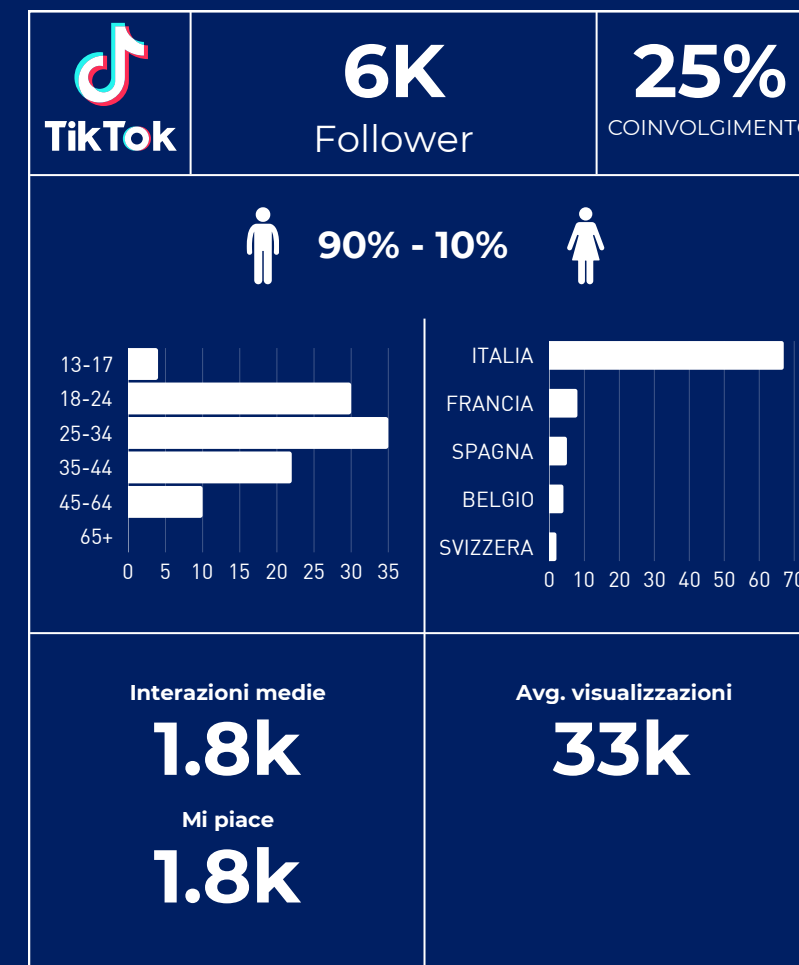 TikTok
6K
Follower
25%
COINVOLGIMENTO
90% - 10%
13-17
18-24
25-34
35-44
45-64
65+
0 5 10 15 20 25 30 35
ITALIA
FRANCIA
SPAGNA
BELGIO
SVIZZERA
0 10 20 30 40 50 60 70
Interazioni medie
1.8k
Mi piace
1.8k
Avg. visualizzazioni
33k